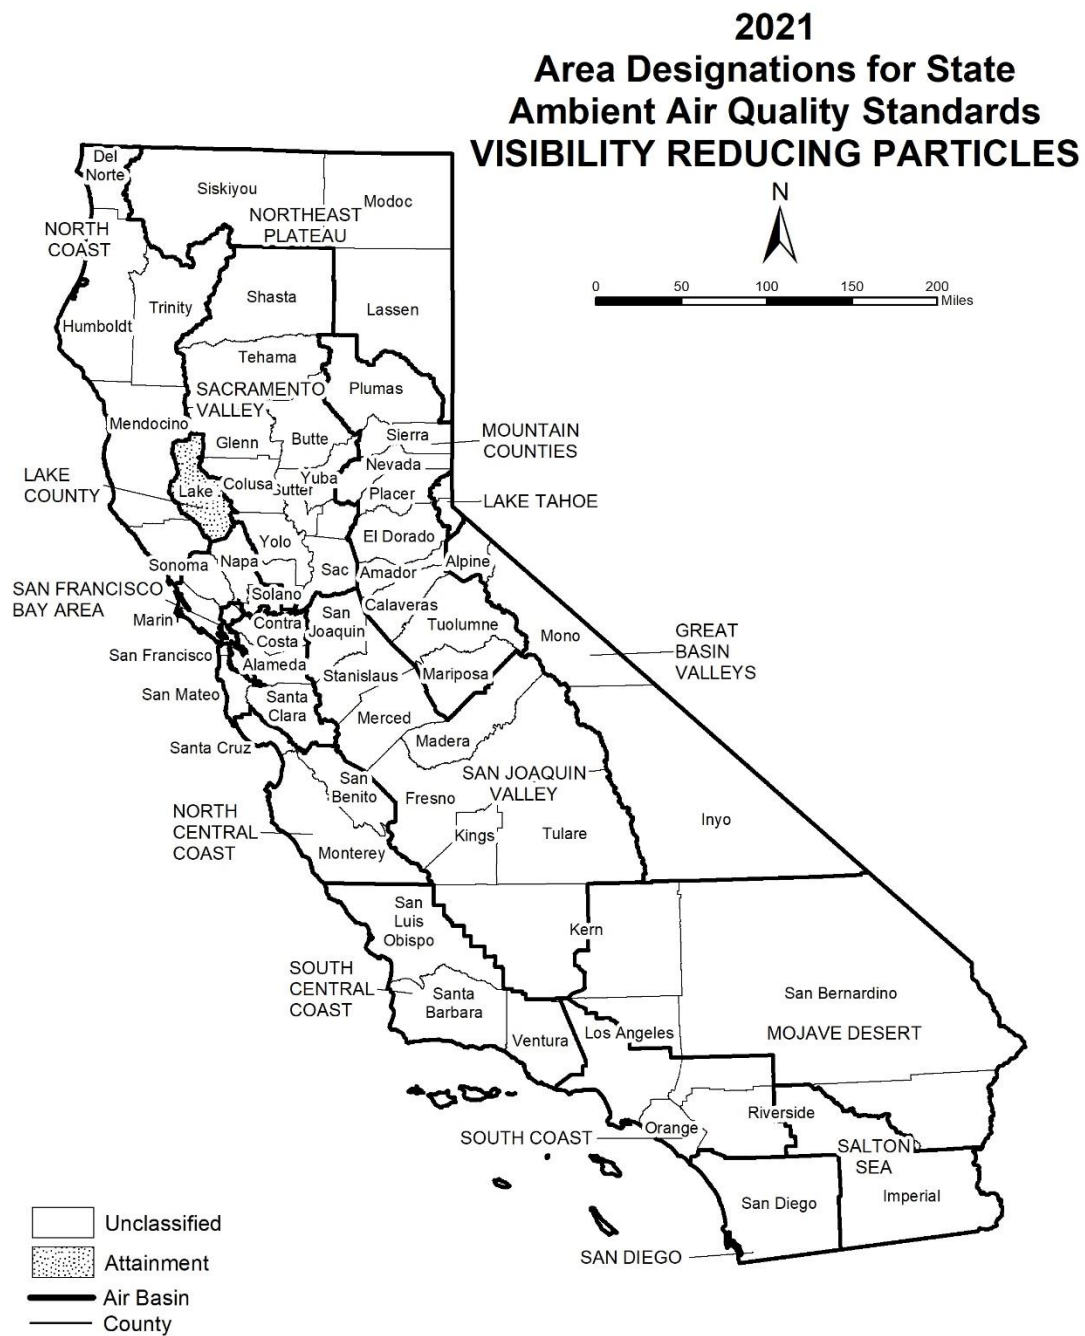 2021
Area Designations for State
Ambient Air Quality Standards
VISIBILITY REDUCING PARTICLES
N
0 50 100 150 200
Miles
Del
Norte
Siskiyou
Modoc
NORTHEAST
PLATEAU
NORTH
COAST
Shasta
Trinity
Lassen
Humboldt
Tehama
Plumas
SACRAMENTO
VALLEY
Mendocino
Glenn
Butte
Sierra
MOUNTAIN
COUNTIES
Nevada
LAKE
COUNTY
Lake
Colusa
Sutter
Yuba
Placer
LAKE TAHOE
El Dorado
Yolo
Sonoma
Napa
Sac
Amador
Alpine
SAN FRANCISCO
BAY AREA
Solano
Marin
Contra
Costa
San
Joaquin
Calaveras
Tuolumne
Mono
GREAT
BASIN
VALLEYS
San Francisco
Alameda
Stanislaus
Mariposa
San Mateo
Santa
Clara
Merced
Santa Cruz
Madera
San
Benito
Fresno
SAN JOAQUIN
VALLEY
NORTH
CENTRAL
COAST
Monterey
Kings
Tulare
Inyo
San
Luis
Obispo
Kern
SOUTH
CENTRAL
COAST
Santa
Barbara
San Bernardino
MOJAVE DESERT
Ventura
Los Angeles
Riverside
SOUTH COAST
Orange
SALTON
SEA
San Diego
Imperial
SAN DIEGO
Unclassified
Attainment
Air Basin
County